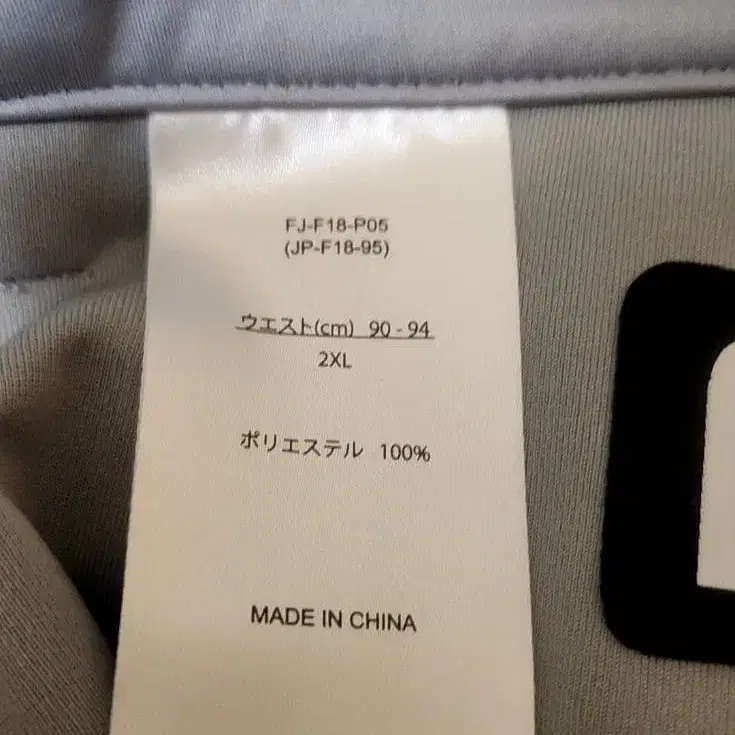 FJ-F18-P05
(JP-F18-95)
ウエスト(cm) 90 - 94
2XL
ポリエステル 100%
MADE IN CHINA